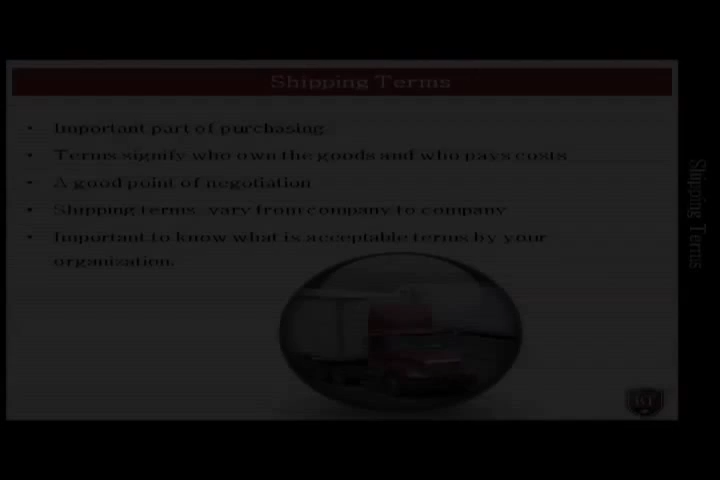 Shipping Terms
• Important part of purchasing
• Terms signify who own the goods and who pays costs
• A good point of negotiation
• Shipping terms vary from company to company
• Important to know what is acceptable terms by your
organization.
Shipping Terms
BT